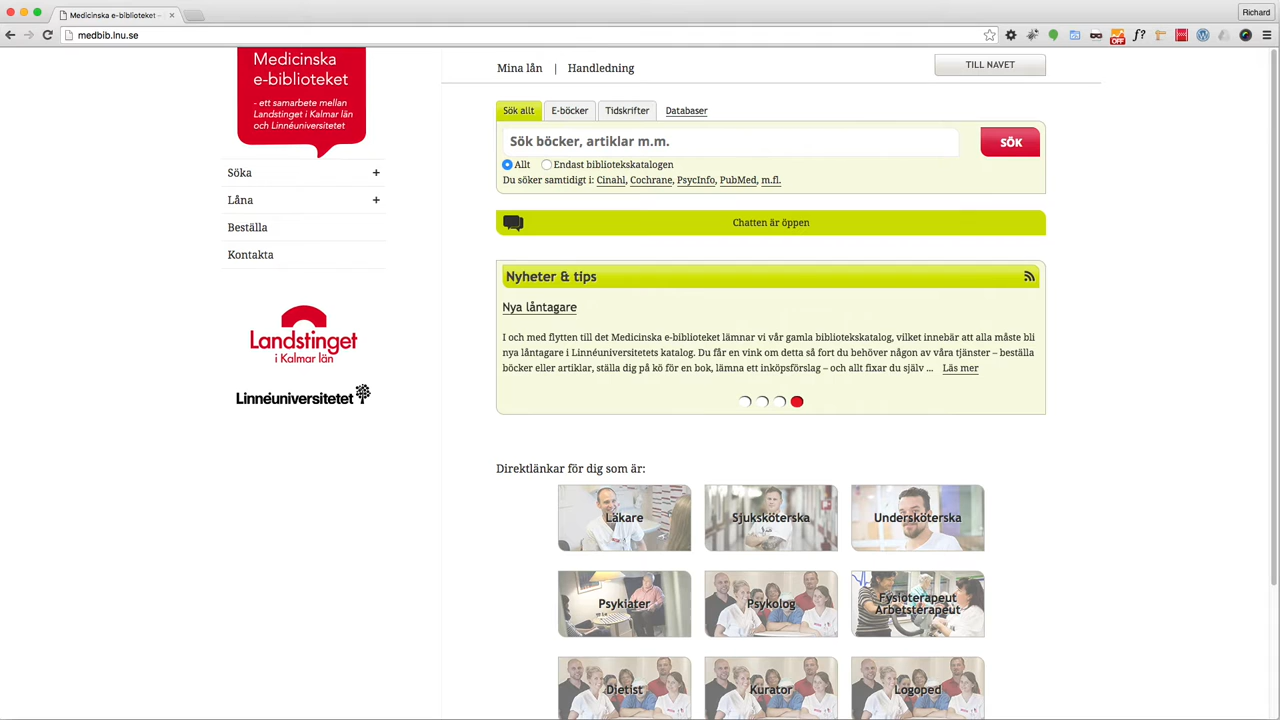 Medicinska e-biblioteket –
Richard
medbib.lnu.se
OFF
f?
Medicinska
e-biblioteket
- ett samarbete mellan
Landstinget i Kalmar län
och Linnéuniversitetet
Söka +
Låna +
Beställa
Kontakta
Landstinget
i Kalmar län
Linnéuniversitetet
Mina lån | Handledning
TILL NAVET
Sök allt E-böcker Tidskrifter Databaser
Sök böcker, artiklar m.m.
SÖK
Allt Endast bibliotekskatalogen
Du söker samtidigt i: Cinahl, Cochrane, PsycInfo, PubMed, m.fl.
Chatten är öppen
Nyheter & tips
Nya låntagare
I och med flytten till det Medicinska e-biblioteket lämnar vi vår gamla bibliotekskatalog, vilket innebär att alla måste bli
nya låntagare i Linnéuniversitetets katalog. Du får en vink om detta så fort du behöver någon av våra tjänster – beställa
böcker eller artiklar, ställa dig på kö för en bok, lämna ett inköpsförslag – och allt fixar du själv ... Läs mer
Direktlänkar för dig som är:
Läkare
Sjuksköterska
Undersköterska
Psykiater
Psykolog
Fysioterapeut
Arbetsterapeut
Dietist
Kurator
Logoped